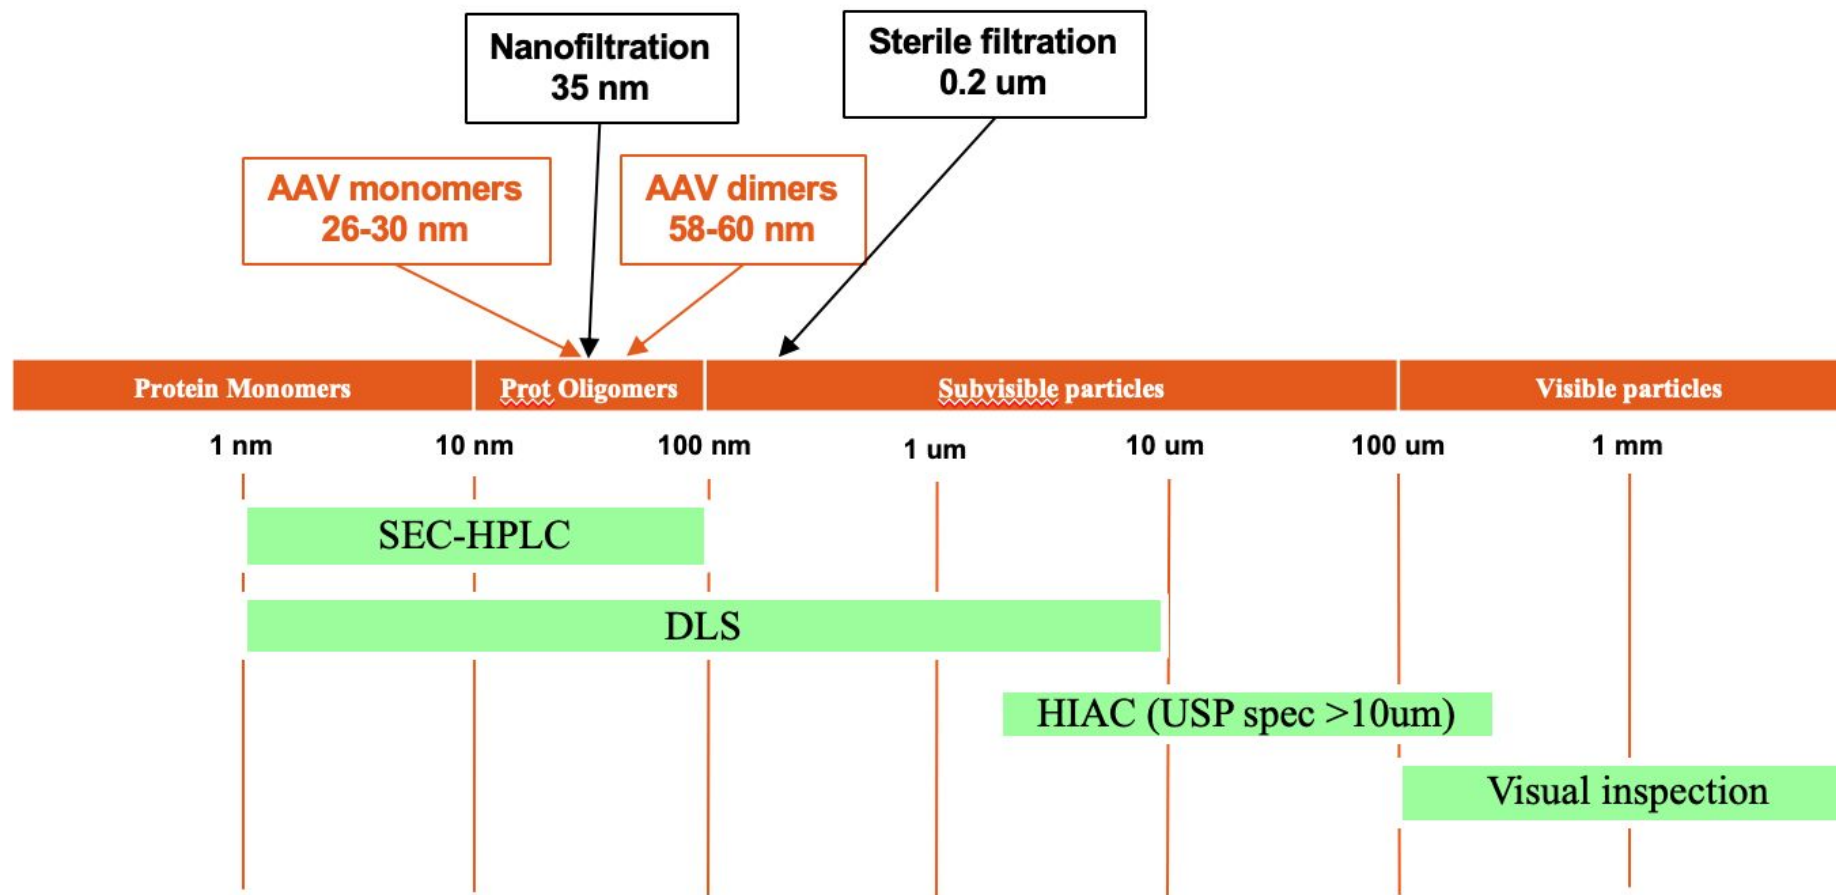 Nanofiltration
35 nm
Sterile filtration
0.2 um
AAV monomers
26-30 nm
AAV dimers
58-60 nm
Protein Monomers
Prot Oligomers
Subvisible particles
Visible particles
1 nm
10 nm
100 nm
1 um
10 um
100 um
1 mm
SEC-HPLC
DLS
HIAC (USP spec >10um)
Visual inspection